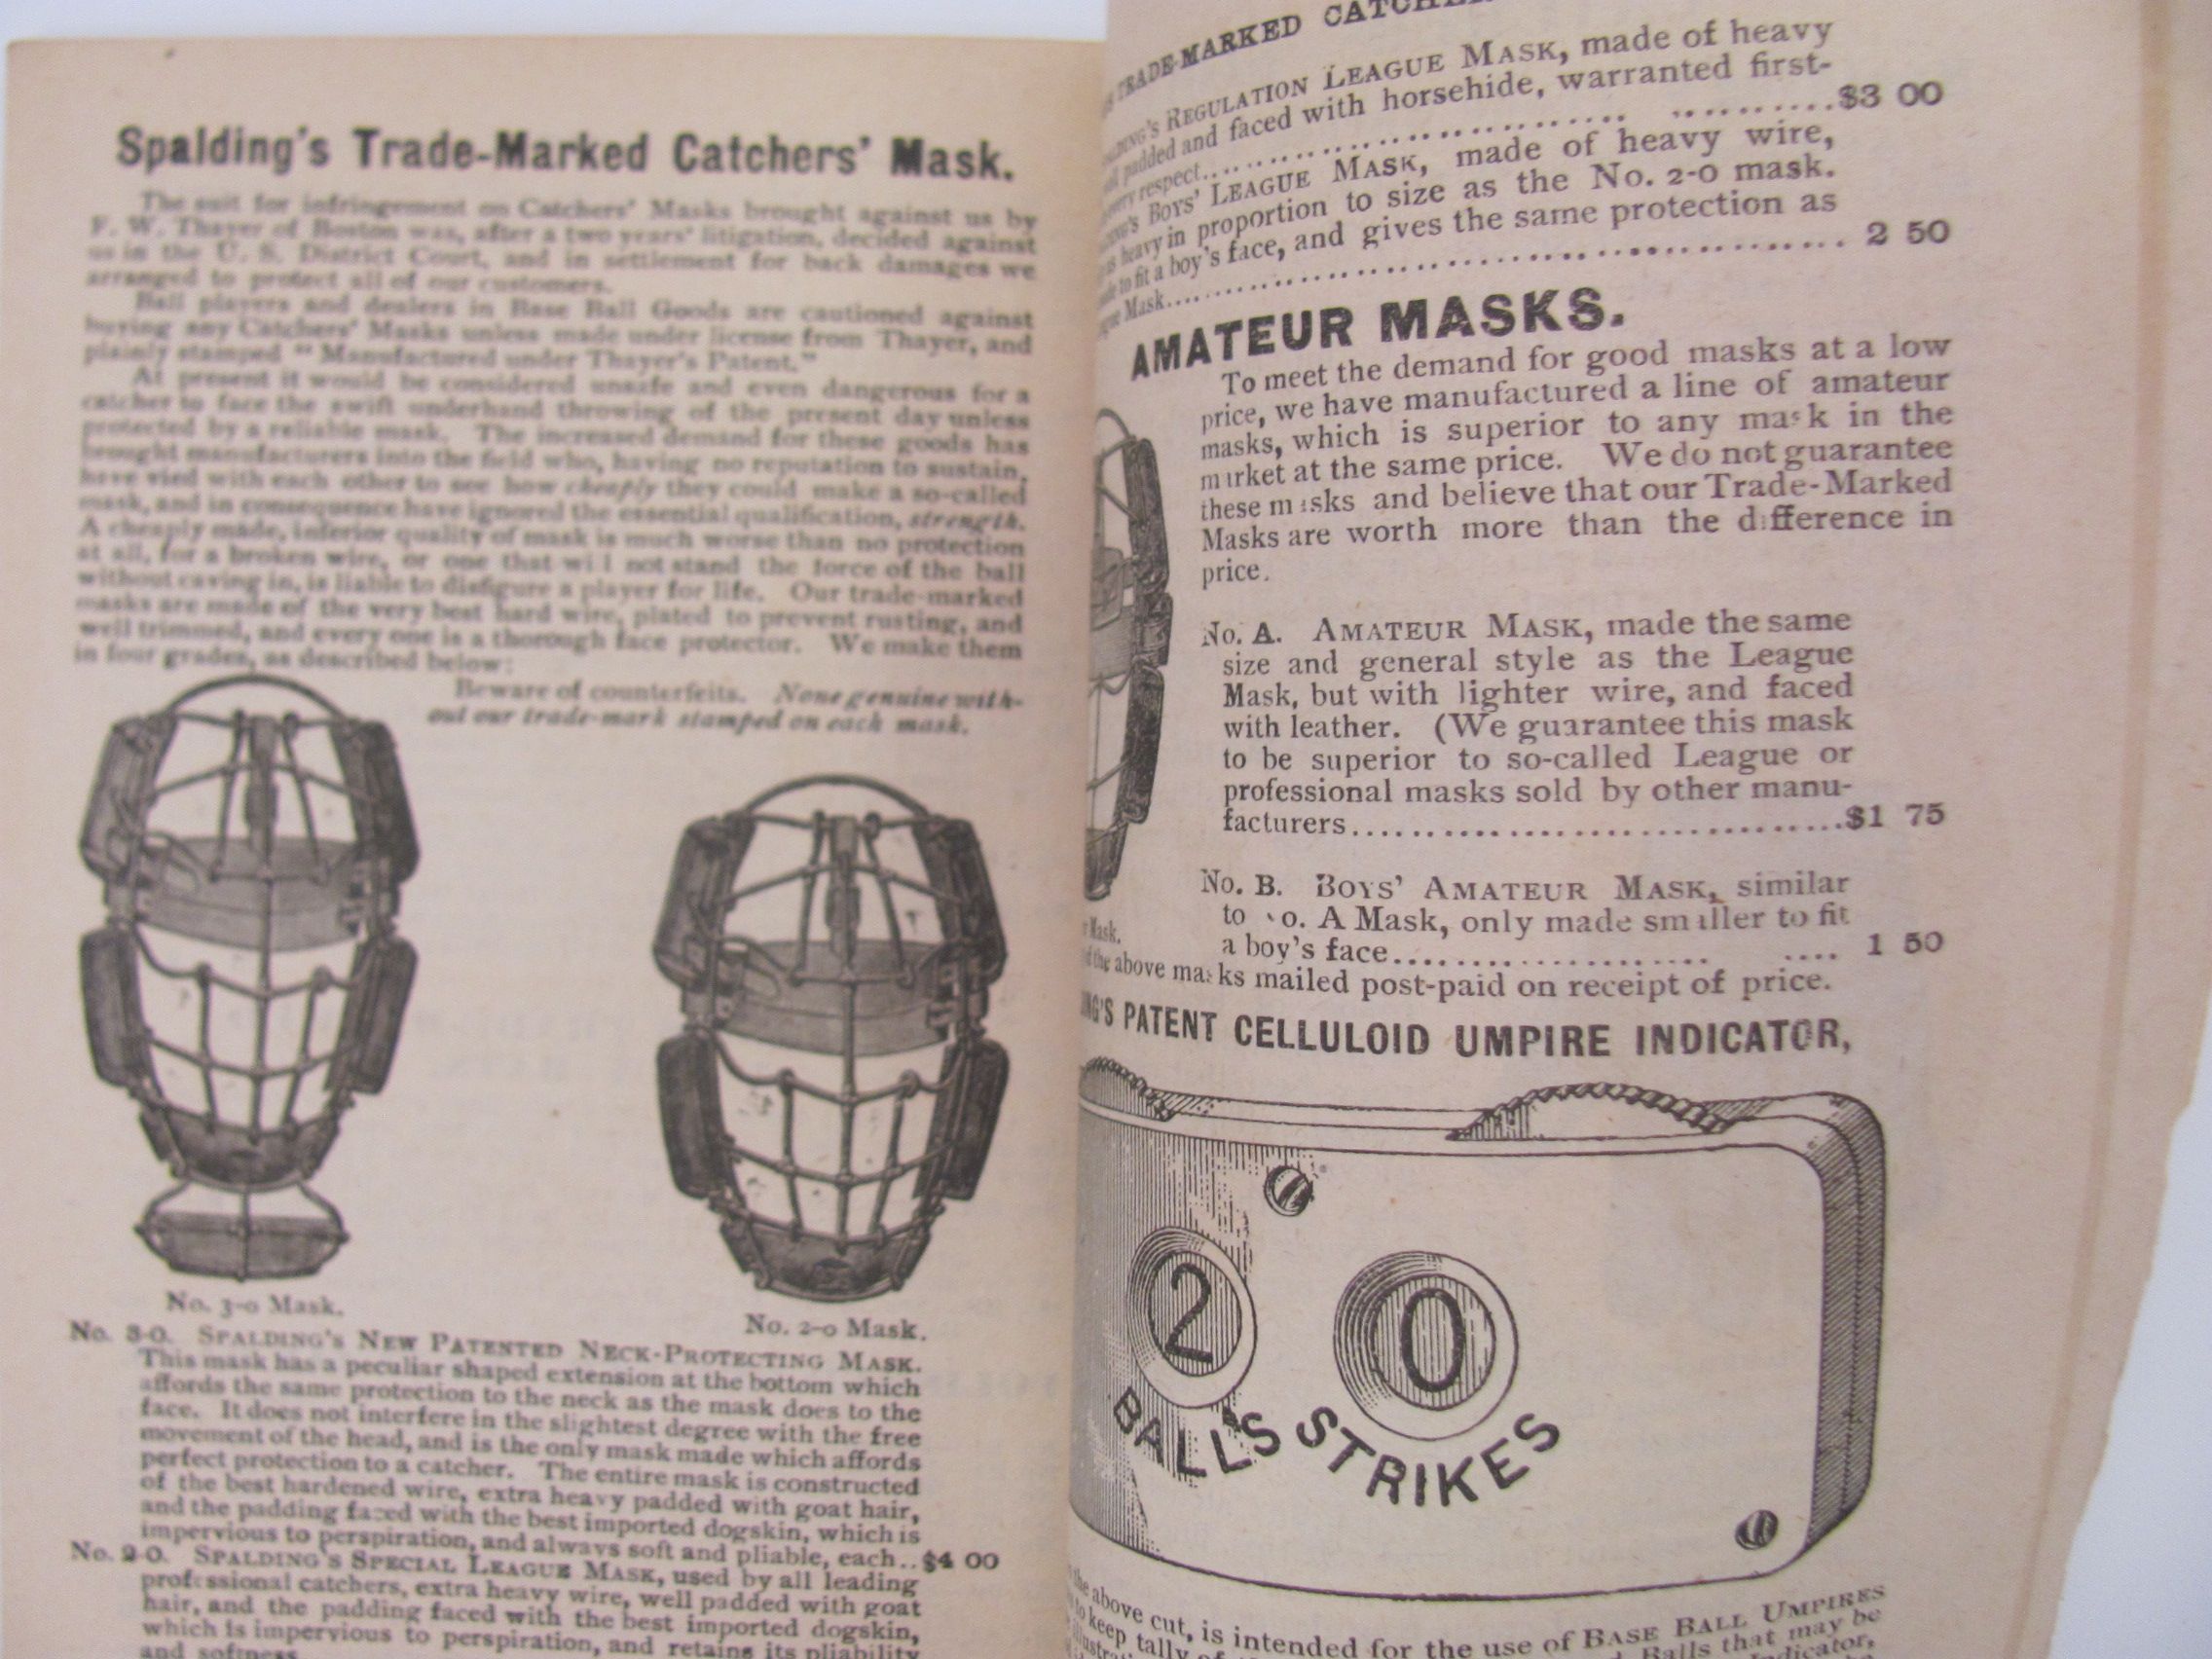 Spalding's Trade-Marked Catchers' Mask.
The suit for infringement on Catchers' Masks brought against us by
F. W. Thayer of Boston was, after a two years' litigation, decided against
us in the U. S. District Court, and in settlement for back damages we
arranged to protect all of our customers.
Ball players and dealers in Base Ball Goods are cautioned against
buying any Catchers' Masks unless made under license from Thayer, and
plainly stamped "Manufactured under Thayer's Patent."
At present it would be considered unsafe and even dangerous for a
catcher to face the swift underhand throwing of the present day unless
protected by a reliable mask. The increased demand for these goods has
brought manufacturers into the field who, having no reputation to sustain,
have vied with each other to see how cheaply they could make a so-called
mask, and in consequence have ignored the essential qualification, strength.
A cheaply made, inferior quality of mask is much worse than no protection
at all, for a broken wire, or one that will not stand the force of the ball
without caving in, is liable to disfigure a player for life. Our trade-marked
masks are made of the very best hard wire, plated to prevent rusting, and
well trimmed, and every one is a thorough face protector. We make them
in four grades, as described below:
Beware of counterfeits. None genuine with-
out our trade-mark stamped on each mask.
No. 3-0 Mask.
No. 2-0 Mask.
No. 3-0. SPALDING'S NEW PATENTED NECK-PROTECTING MASK.
This mask has a peculiar shaped extension at the bottom which
affords the same protection to the neck as the mask does to the
face. It does not interfere in the slightest degree with the free
movement of the head, and is the only mask made which affords
perfect protection to a catcher. The entire mask is constructed
of the best hardened wire, extra heavy padded with goat hair,
and the padding faced with the best imported dogskin, which is
impervious to perspiration, and always soft and pliable, each..$4 00
No. 2-0. SPALDING'S SPECIAL LEAGUE MASK, used by all leading
professional catchers, extra heavy wire, well padded with goat
hair, and the padding faced with the best imported dogskin,
which is impervious to perspiration, and retains its pliability
and softness
TRADE-MARKED CATCHER
REGULATION LEAGUE MASK, made of heavy
padded and faced with horsehide, warranted first-
every respect.......... $3 00
BOYS' LEAGUE MASK, made of heavy wire,
heavy in proportion to size as the No. 2-0 mask.
to fit a boy's face, and gives the same protection as
Mask.......... 2 50
AMATEUR MASKS.
To meet the demand for good masks at a low
price, we have manufactured a line of amateur
masks, which is superior to any mask in the
market at the same price. We do not guarantee
these masks and believe that our Trade-Marked
Masks are worth more than the difference in
price.
No. A. AMATEUR MASK, made the same
size and general style as the League
Mask, but with lighter wire, and faced
with leather. (We guarantee this mask
to be superior to so-called League or
professional masks sold by other manu-
facturers..........$1 75
No. B. BOYS' AMATEUR MASK, similar
to No. A Mask, only made smaller to fit
a boy's face.......... 1 50
Mask.
the above masks mailed post-paid on receipt of price.
PATENT CELLULOID UMPIRE INDICATOR,
2 0
BALLS STRIKES
the above cut, is intended for the use of BASE BALL UMPIRES
to keep tally of Balls that may be
Indicator,